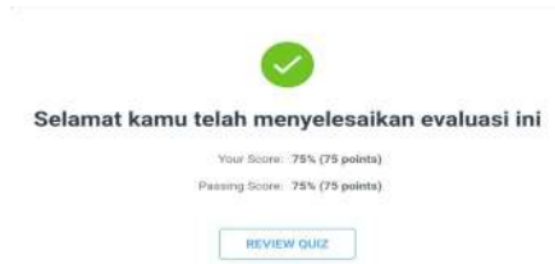 Selamat kamu telah menyelesaikan evaluasi ini
Your Score: 75% (75 points)
Passing Score: 75% (75 points)
REVIEW QUIZ